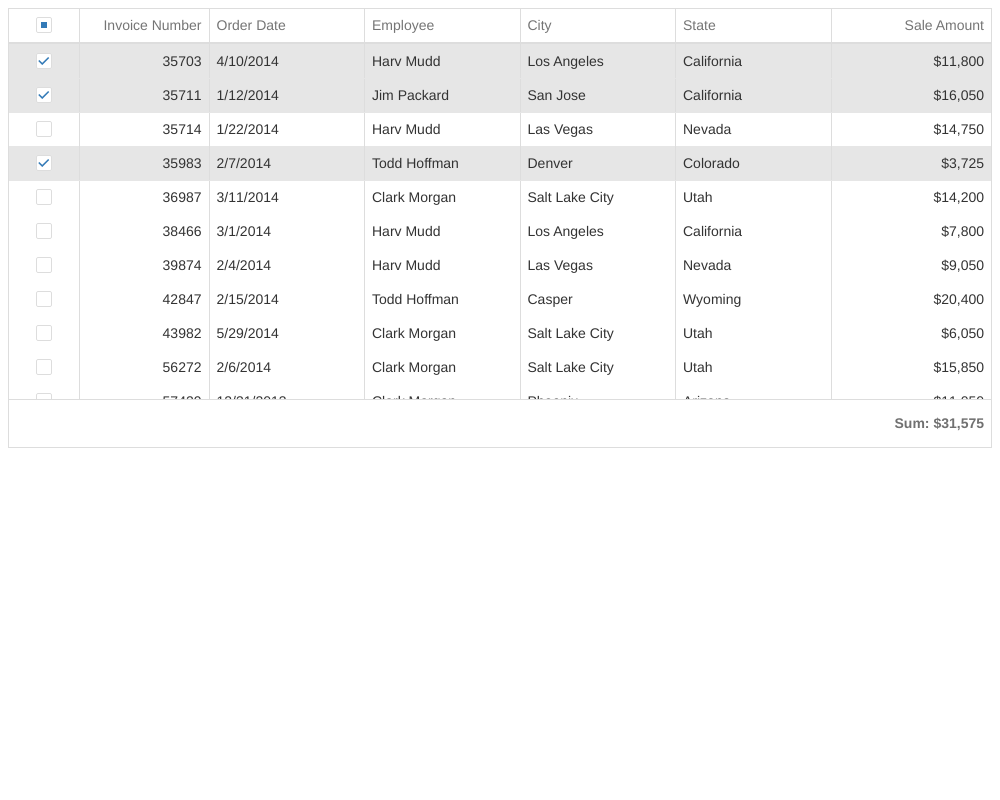 Invoice Number Order Date Employee City State Sale Amount
35703 4/10/2014 Harv Mudd Los Angeles California $11,800
35711 1/12/2014 Jim Packard San Jose California $16,050
35714 1/22/2014 Harv Mudd Las Vegas Nevada $14,750
35983 2/7/2014 Todd Hoffman Denver Colorado $3,725
36987 3/11/2014 Clark Morgan Salt Lake City Utah $14,200
38466 3/1/2014 Harv Mudd Los Angeles California $7,800
39874 2/4/2014 Harv Mudd Las Vegas Nevada $9,050
42847 2/15/2014 Todd Hoffman Casper Wyoming $20,400
43982 5/29/2014 Clark Morgan Salt Lake City Utah $6,050
56272 2/6/2014 Clark Morgan Salt Lake City Utah $15,850
Clark Morgan Phoenix Arizona
Sum: $31,575